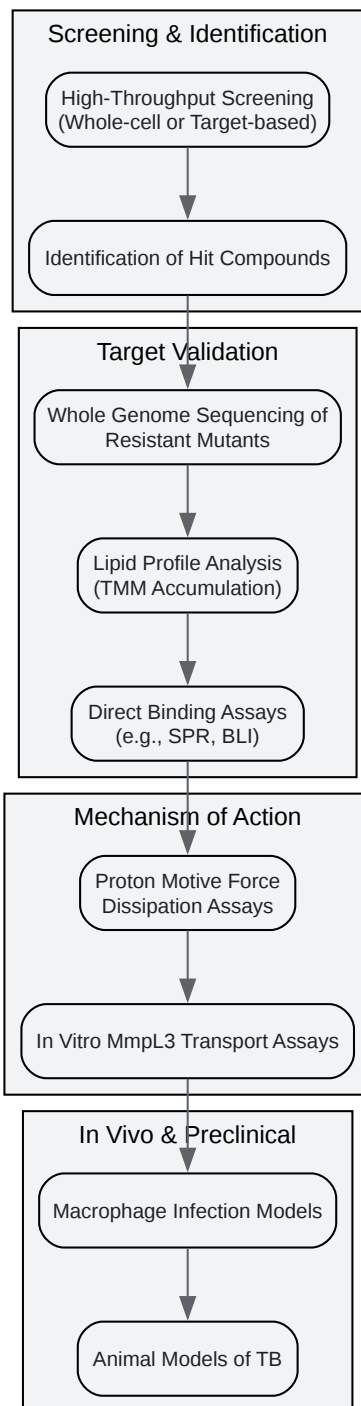 Screening & Identification
High-Throughput Screening
(Whole-cell or Target-based)
Identification of Hit Compounds
Target Validation
Whole Genome Sequencing of
Resistant Mutants
Lipid Profile Analysis
(TMM Accumulation)
Direct Binding Assays
(e.g., SPR, BLI)
Mechanism of Action
Proton Motive Force
Dissipation Assays
In Vitro MmpL3 Transport Assays
In Vivo & Preclinical
Macrophage Infection Models
Animal Models of TB